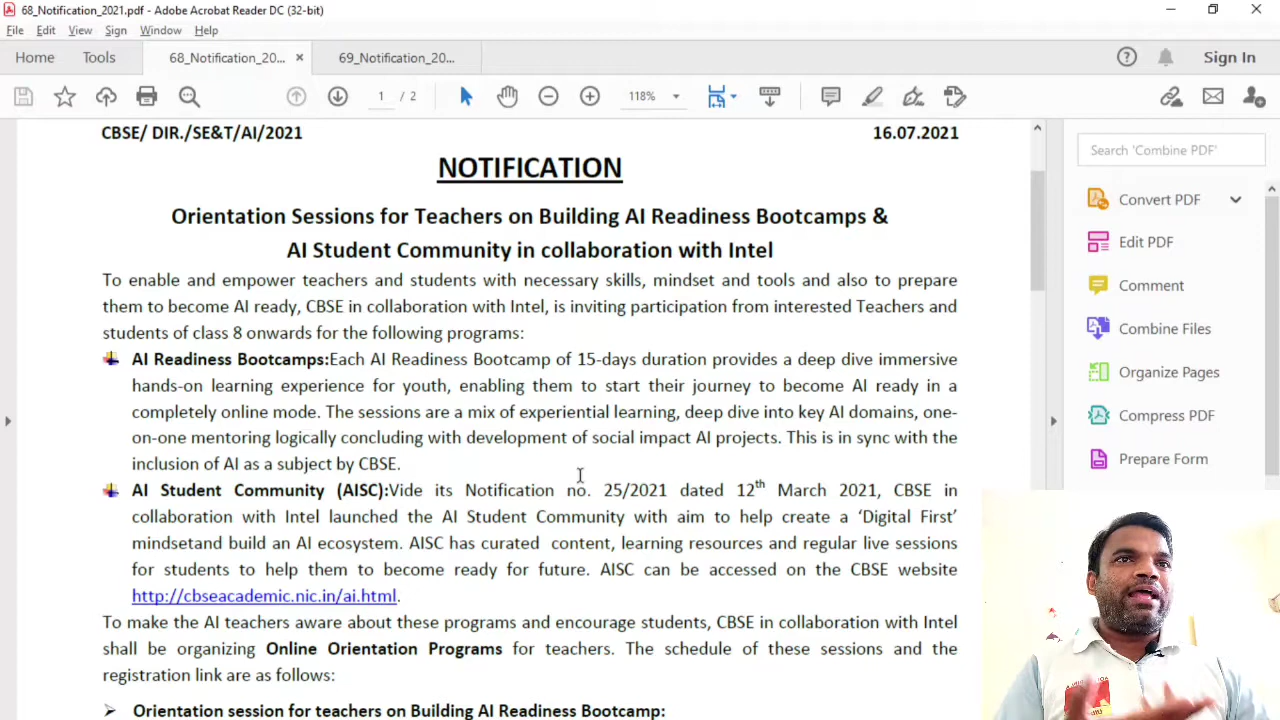 68_Notification_2021.pdf - Adobe Acrobat Reader DC (32-bit)
File Edit View Sign Window Help
Home Tools 68_Notification_20... × 69_Notification_20... Sign In
1 / 2 118%
CBSE/ DIR./SE&T/AI/2021 16.07.2021
NOTIFICATION
Orientation Sessions for Teachers on Building AI Readiness Bootcamps &
AI Student Community in collaboration with Intel
To enable and empower teachers and students with necessary skills, mindset and tools and also to prepare
them to become AI ready, CBSE in collaboration with Intel, is inviting participation from interested Teachers and
students of class 8 onwards for the following programs:
AI Readiness Bootcamps:Each AI Readiness Bootcamp of 15-days duration provides a deep dive immersive
hands-on learning experience for youth, enabling them to start their journey to become AI ready in a
completely online mode. The sessions are a mix of experiential learning, deep dive into key AI domains, one-
on-one mentoring logically concluding with development of social impact AI projects. This is in sync with the
inclusion of AI as a subject by CBSE.
AI Student Community (AISC):Vide its Notification no. 25/2021 dated 12th March 2021, CBSE in
collaboration with Intel launched the AI Student Community with aim to help create a ‘Digital First’
mindsetand build an AI ecosystem. AISC has curated content, learning resources and regular live sessions
for students to help them to become ready for future. AISC can be accessed on the CBSE website
http://cbseacademic.nic.in/ai.html.
To make the AI teachers aware about these programs and encourage students, CBSE in collaboration with Intel
shall be organizing Online Orientation Programs for teachers. The schedule of these sessions and the
registration link are as follows:
Orientation session for teachers on Building AI Readiness Bootcamp:
Search 'Combine PDF'
Convert PDF
Edit PDF
Comment
Combine Files
Organize Pages
Compress PDF
Prepare Form